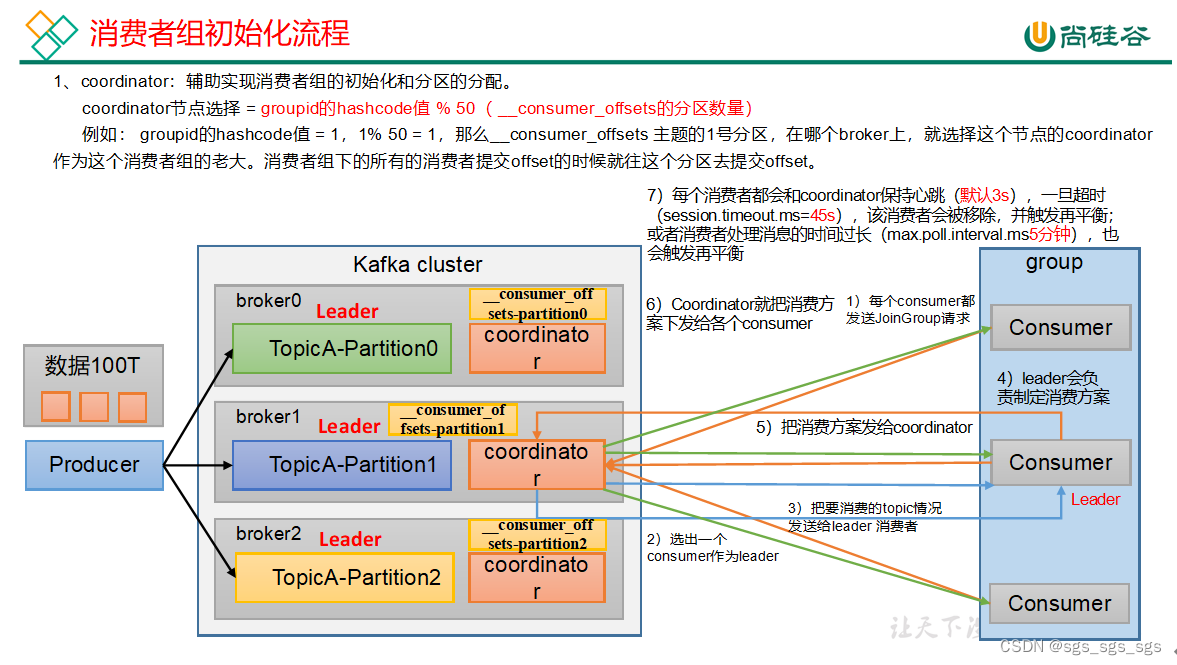 消费者组初始化流程
尚硅谷
1、coordinator：辅助实现消费者组的初始化和分区的分配。
coordinator节点选择 = groupid的hashcode值 % 50（ __consumer_offsets的分区数量）
例如： groupid的hashcode值 = 1，1% 50 = 1，那么__consumer_offsets 主题的1号分区，在哪个broker上，就选择这个节点的coordinator
作为这个消费者组的老大。消费者组下的所有的消费者提交offset的时候就往这个分区去提交offset。
7）每个消费者都会和coordinator保持心跳（默认3s），一旦超时
（session.timeout.ms=45s），该消费者会被移除，并触发再平衡；
或者消费者处理消息的时间过长（max.poll.interval.ms5分钟），也
会触发再平衡
数据100T
Producer
Kafka cluster
broker0
Leader
__consumer_off
sets-partition0
TopicA-Partition0
coordinato
r
broker1
Leader
__consumer_of
fsets-partition1
TopicA-Partition1
coordinato
r
broker2
Leader
__consumer_off
sets-partition2
TopicA-Partition2
coordinato
r
6）Coordinator就把消费方
案下发给各个consumer
1）每个consumer都
发送JoinGroup请求
5）把消费方案发给coordinator
3）把要消费的topic情况
发送给leader 消费者
2）选出一个
consumer作为leader
group
Consumer
4）leader会负
责制定消费方案
Consumer
Leader
Consumer
让天下没
CSDN @sgs_sgs_sgs